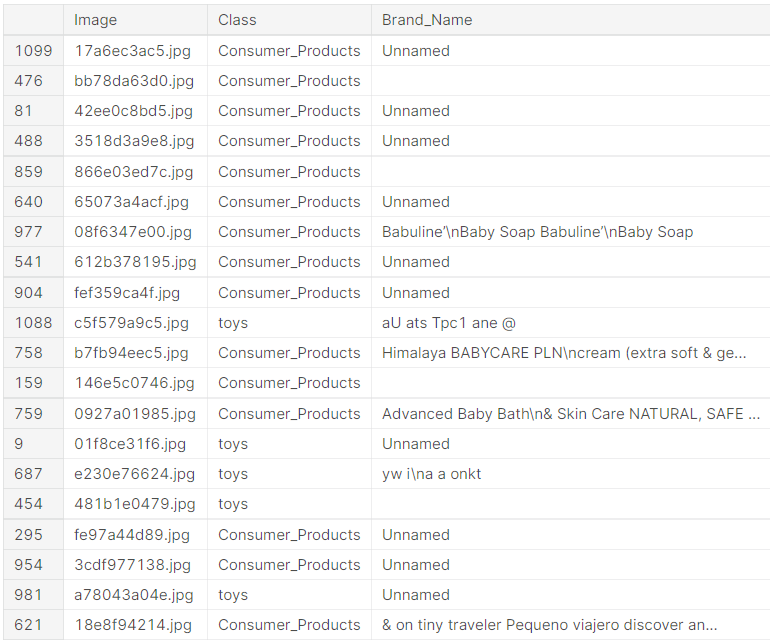 Image Class Brand_Name
1099 17a6ec3ac5.jpg Consumer_Products Unnamed
476 bb78da63d0.jpg Consumer_Products
81 42ee0c8bd5.jpg Consumer_Products Unnamed
488 3518d3a9e8.jpg Consumer_Products Unnamed
859 866e03ed7c.jpg Consumer_Products
640 65073a4acf.jpg Consumer_Products Unnamed
977 08f6347e00.jpg Consumer_Products Babuline’\nBaby Soap Babuline’\nBaby Soap
541 612b378195.jpg Consumer_Products Unnamed
904 fef359ca4f.jpg Consumer_Products Unnamed
1088 c5f579a9c5.jpg toys aU ats Tpc1 ane @
758 b7fb94eec5.jpg Consumer_Products Himalaya BABYCARE PLN\ncream (extra soft & ge...
159 146e5c0746.jpg Consumer_Products
759 0927a01985.jpg Consumer_Products Advanced Baby Bath\n& Skin Care NATURAL, SAFE ...
9 01f8ce31f6.jpg toys Unnamed
687 e230e76624.jpg toys yw i\na a onkt
454 481b1e0479.jpg toys
295 fe97a44d89.jpg Consumer_Products Unnamed
954 3cdf977138.jpg Consumer_Products Unnamed
981 a78043a04e.jpg toys Unnamed
621 18e8f94214.jpg Consumer_Products & on tiny traveler Pequeno viajero discover an...